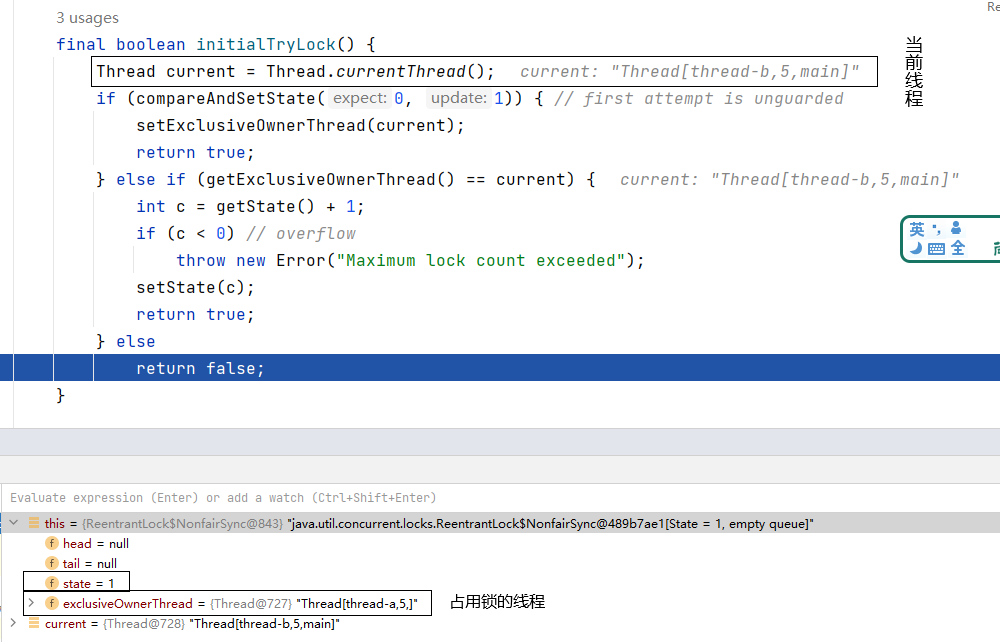 Re
3 usages
final boolean initialTryLock() {
Thread current = Thread.currentThread(); current: "Thread[thread-b,5,main]"
当前线程
if (compareAndSetState( expect: 0, update: 1)) { // first attempt is unguarded
setExclusiveOwnerThread(current);
return true;
} else if (getExclusiveOwnerThread() == current) { current: "Thread[thread-b,5,main]"
int c = getState() + 1;
if (c < 0) // overflow
throw new Error("Maximum lock count exceeded");
setState(c);
return true;
} else
return false;
}
英
全
Evaluate expression (Enter) or add a watch (Ctrl+Shift+Enter)
this = {ReentrantLock$NonfairSync@843} "java.util.concurrent.locks.ReentrantLock$NonfairSync@489b7ae1[State = 1, empty queue]"
f head = null
f tail = null
f state = 1
f exclusiveOwnerThread = {Thread@727} "Thread[thread-a,5,]" 占用锁的线程
current = {Thread@728} "Thread[thread-b,5,main]"